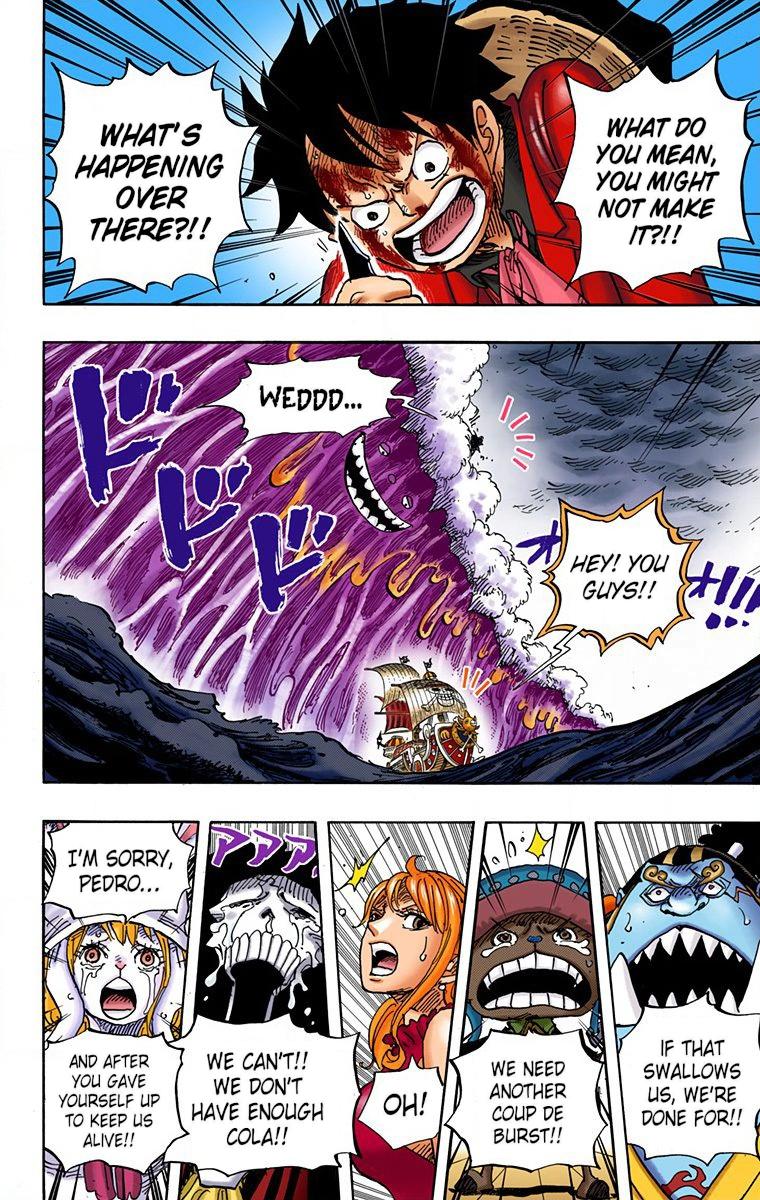 WHAT DO
YOU MEAN,
YOU MIGHT
NOT MAKE
IT?!!
WHAT'S
HAPPENING
OVER
THERE?!!
HEY! YOU
GUYS!!
オ
オ!!!
WEDDD...
ド
ド
ド
IF THAT
SWALLOWS
US, WE'RE
DONE FOR!!
WE NEED
ANOTHER
COUP DE
BURST!!
OH!
アアア
WE CAN'T!!
WE DON'T
HAVE ENOUGH
COLA!!
I'M SORRY,
PEDRO...
AND AFTER
YOU GAVE
YOURSELF UP
TO KEEP US
ALIVE!!